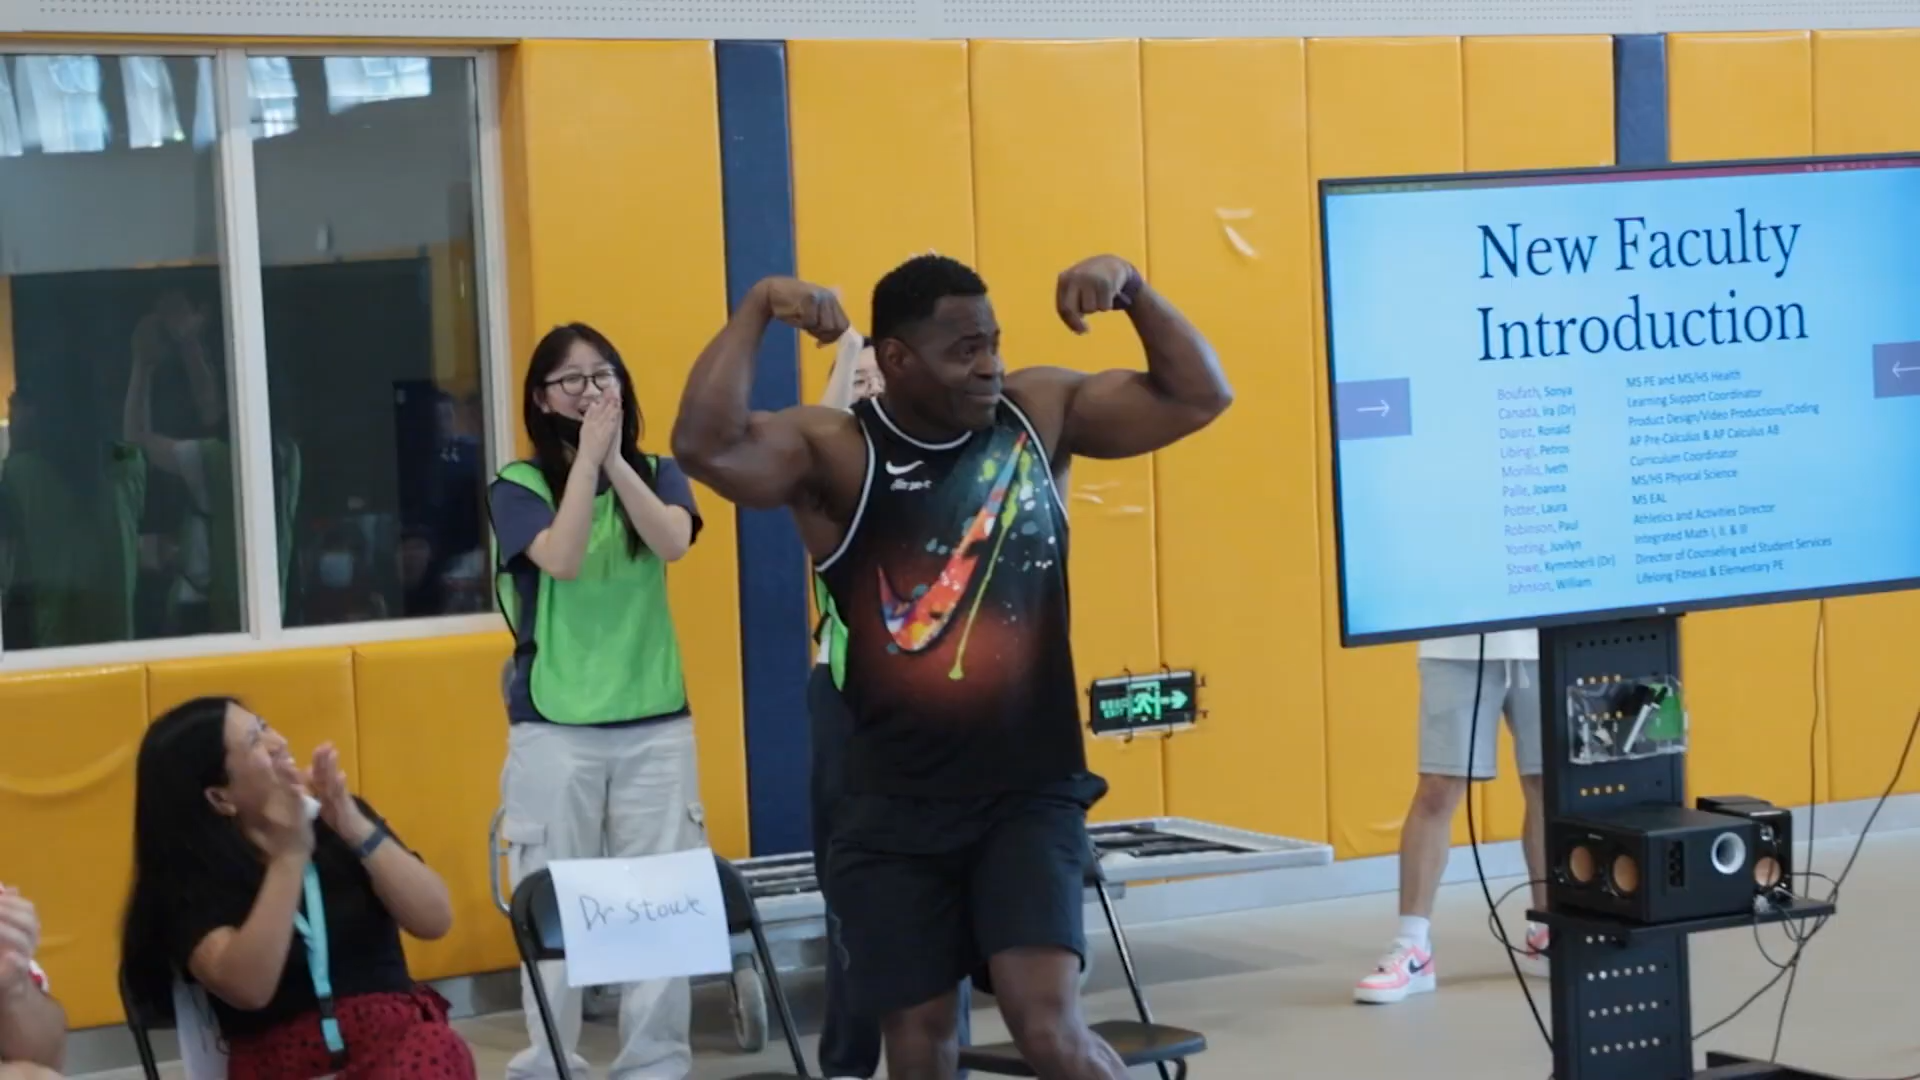 New Faculty
Introduction
Boufath, Sonya
Canada, Ira (Dr)
Diarez, Ronald
Libingi, Petros
Morillo, Iveth
Palle, Joanna
Potter, Laura
Robinson, Paul
Yonting, Juvilyn
Stowe, Kymmberli (Dr)
Johnson, William
MS PE and MS/HS Health
Learning Support Coordinator
Product Design/Video Productions/Coding
AP Pre-Calculus & AP Calculus AB
Curriculum Coordinator
MS/HS Physical Science
MS EAL
Athletics and Activities Director
Integrated Math I, II, & III
Director of Counseling and Student Services
Lifelong Fitness & Elementary PE
EXIT
Dr Stowe